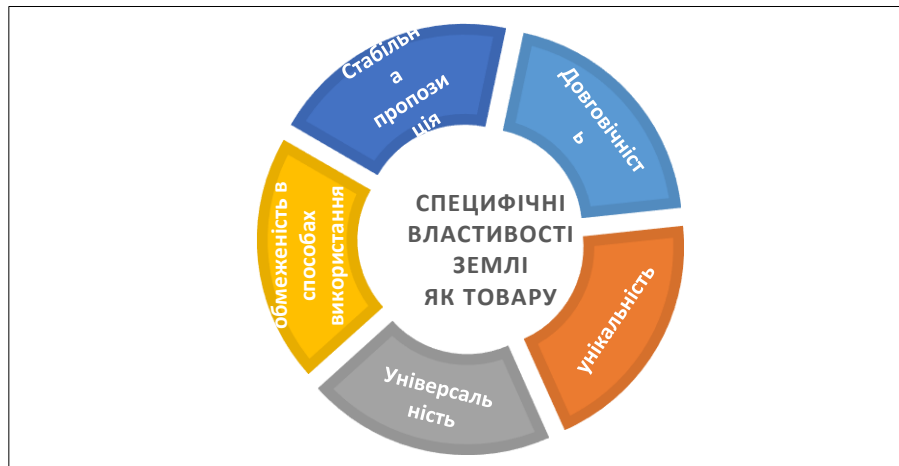 Стабільн
а
пропози
ція
Довговічніст
ь
унікальність
Універсаль
ність
обмеженість в
способах
використання
СПЕЦИФІЧНІ
ВЛАСТИВОСТІ
ЗЕМЛІ
ЯК ТОВАРУ